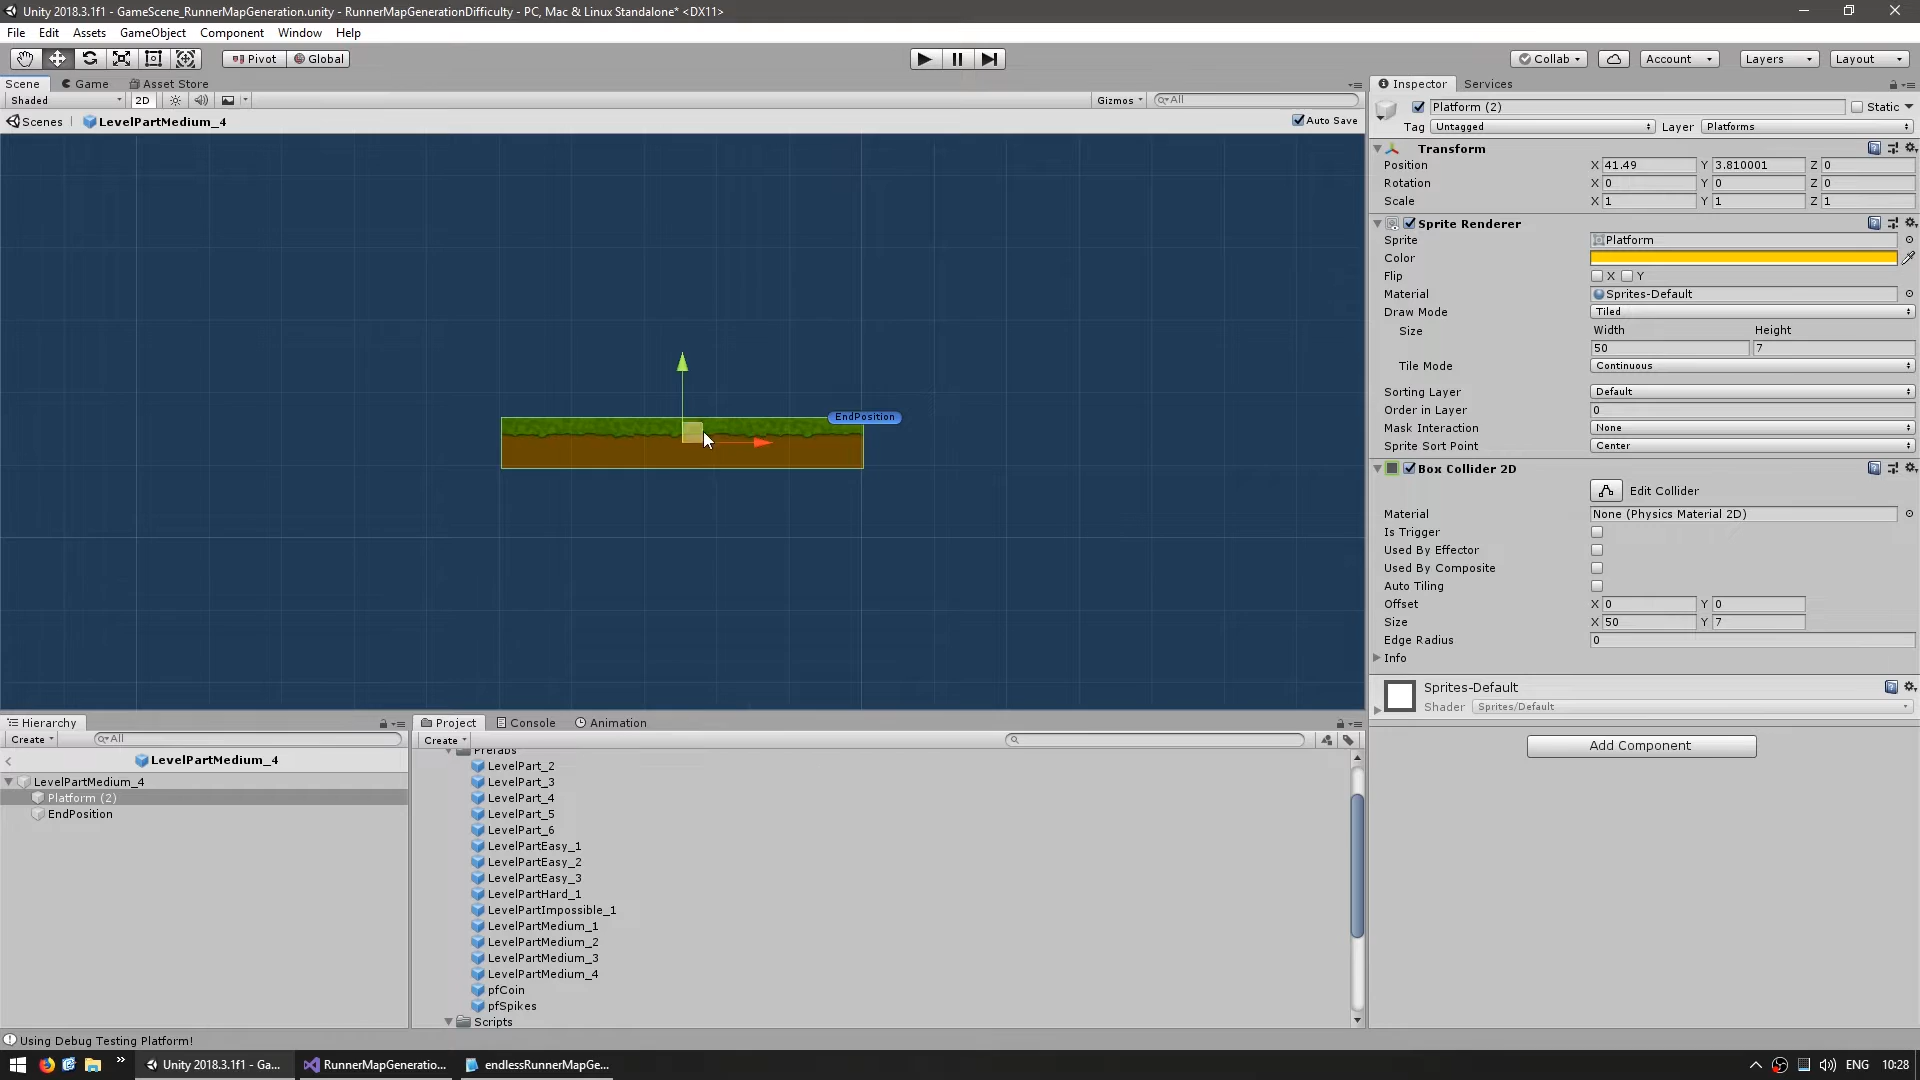 Unity 2018.3.1f1 - GameScene_RunnerMapGeneration.unity - RunnerMapGenerationDifficulty - PC, Mac & Linux Standalone* <DX11>
File Edit Assets GameObject Component Window Help
Pivot Global Collab Account Layers Layout
Scene Game Asset Store Inspector Services
Shaded 2D Gizmos All
Scenes LevelPartMedium_4 Auto Save
Platform (2) Static
Tag Untagged Layer Platforms
Transform
Position X 41.49 Y 3.810001 Z 0
Rotation X 0 Y 0 Z 0
Scale X 1 Y 1 Z 1
Sprite Renderer
Sprite Platform
Color
Flip X Y
Material Sprites-Default
Draw Mode Tiled
Size Width Height
50 7
Tile Mode Continuous
Sorting Layer Default
Order in Layer 0
Mask Interaction None
Sprite Sort Point Center
EndPosition
Box Collider 2D
Edit Collider
Material None (Physics Material 2D)
Is Trigger
Used By Effector
Used By Composite
Auto Tiling
Offset X 0 Y 0
Size X 50 Y 7
Edge Radius 0
Info
Sprites-Default
Shader Sprites/Default
Add Component
Hierarchy
Create All
LevelPartMedium_4
LevelPartMedium_4
Platform (2)
EndPosition
Project Console Animation
Create
Prefabs
LevelPart_2
LevelPart_3
LevelPart_4
LevelPart_5
LevelPart_6
LevelPartEasy_1
LevelPartEasy_2
LevelPartEasy_3
LevelPartHard_1
LevelPartImpossible_1
LevelPartMedium_1
LevelPartMedium_2
LevelPartMedium_3
LevelPartMedium_4
pfCoin
pfSpikes
Scripts
Using Debug Testing Platform!
Unity 2018.3.1f1 - Ga... RunnerMapGeneratio... endlessRunnerMapGe... ENG 10:28